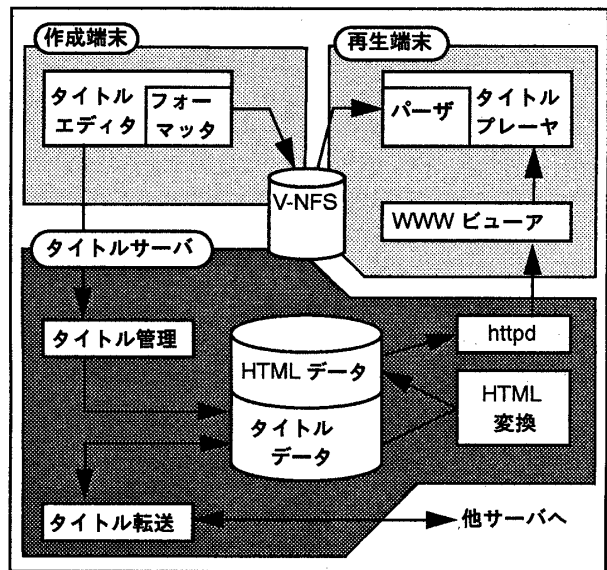 作成端末
再生端末
タイトル
エディタ
フォー
マッタ
パーザ
タイトル
プレーヤ
V-NFS
WWW ビューア
タイトルサーバ
タイトル管理
httpd
HTML データ
HTML
変換
タイトル
データ
タイトル転送
他サーバへ